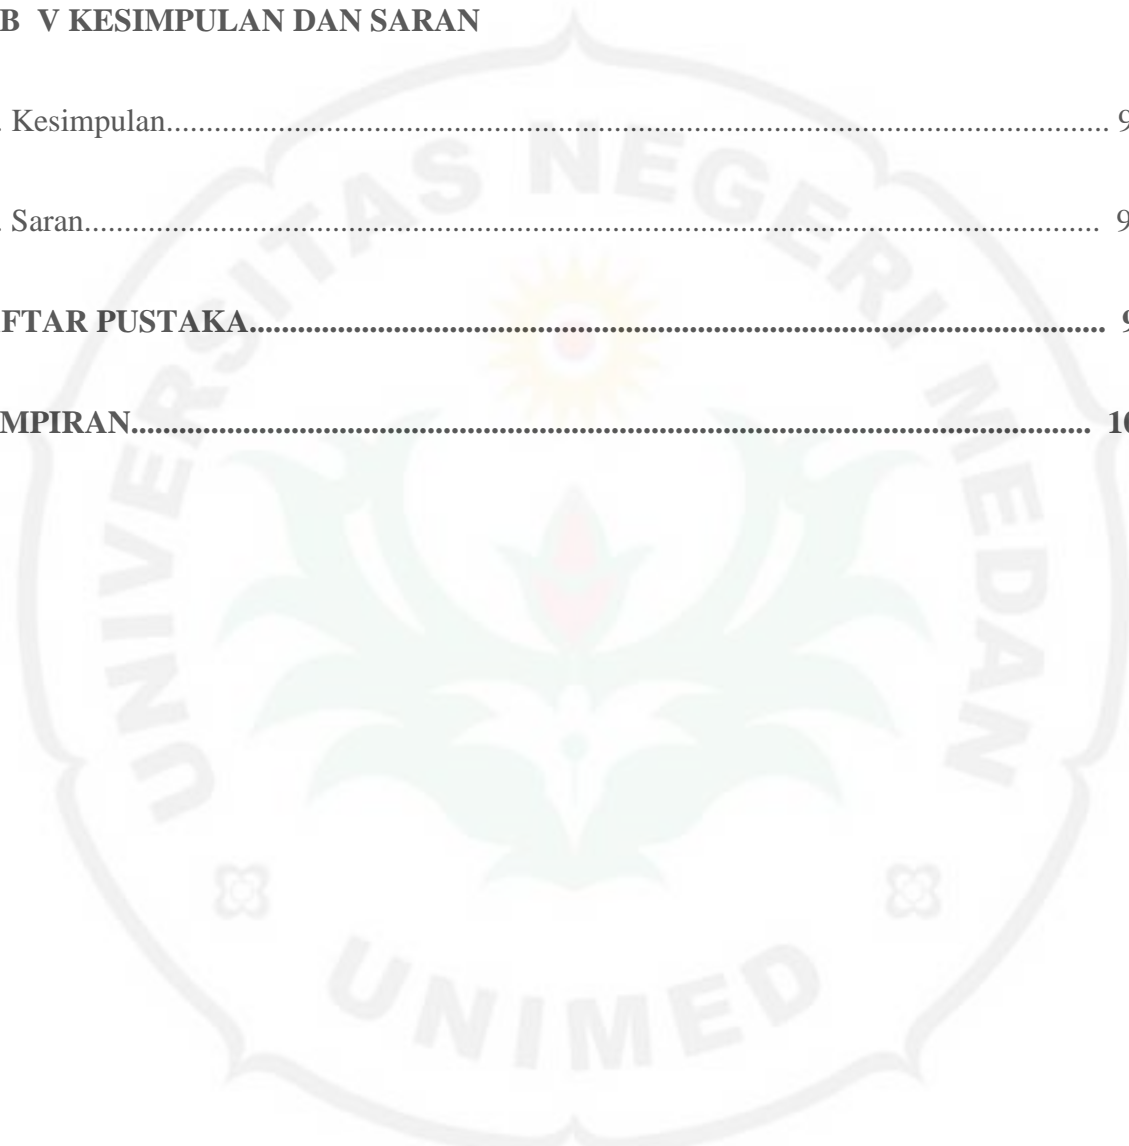 B V KESIMPULAN DAN SARAN
. Kesimpulan.................................................................................................................... 9
. Saran............................................................................................................................. 9
FTAR PUSTAKA........................................................................................................... 9
MPIRAN........................................................................................................................ 10
UNIVERSITAS NEGERI MEDAN
UNIMED